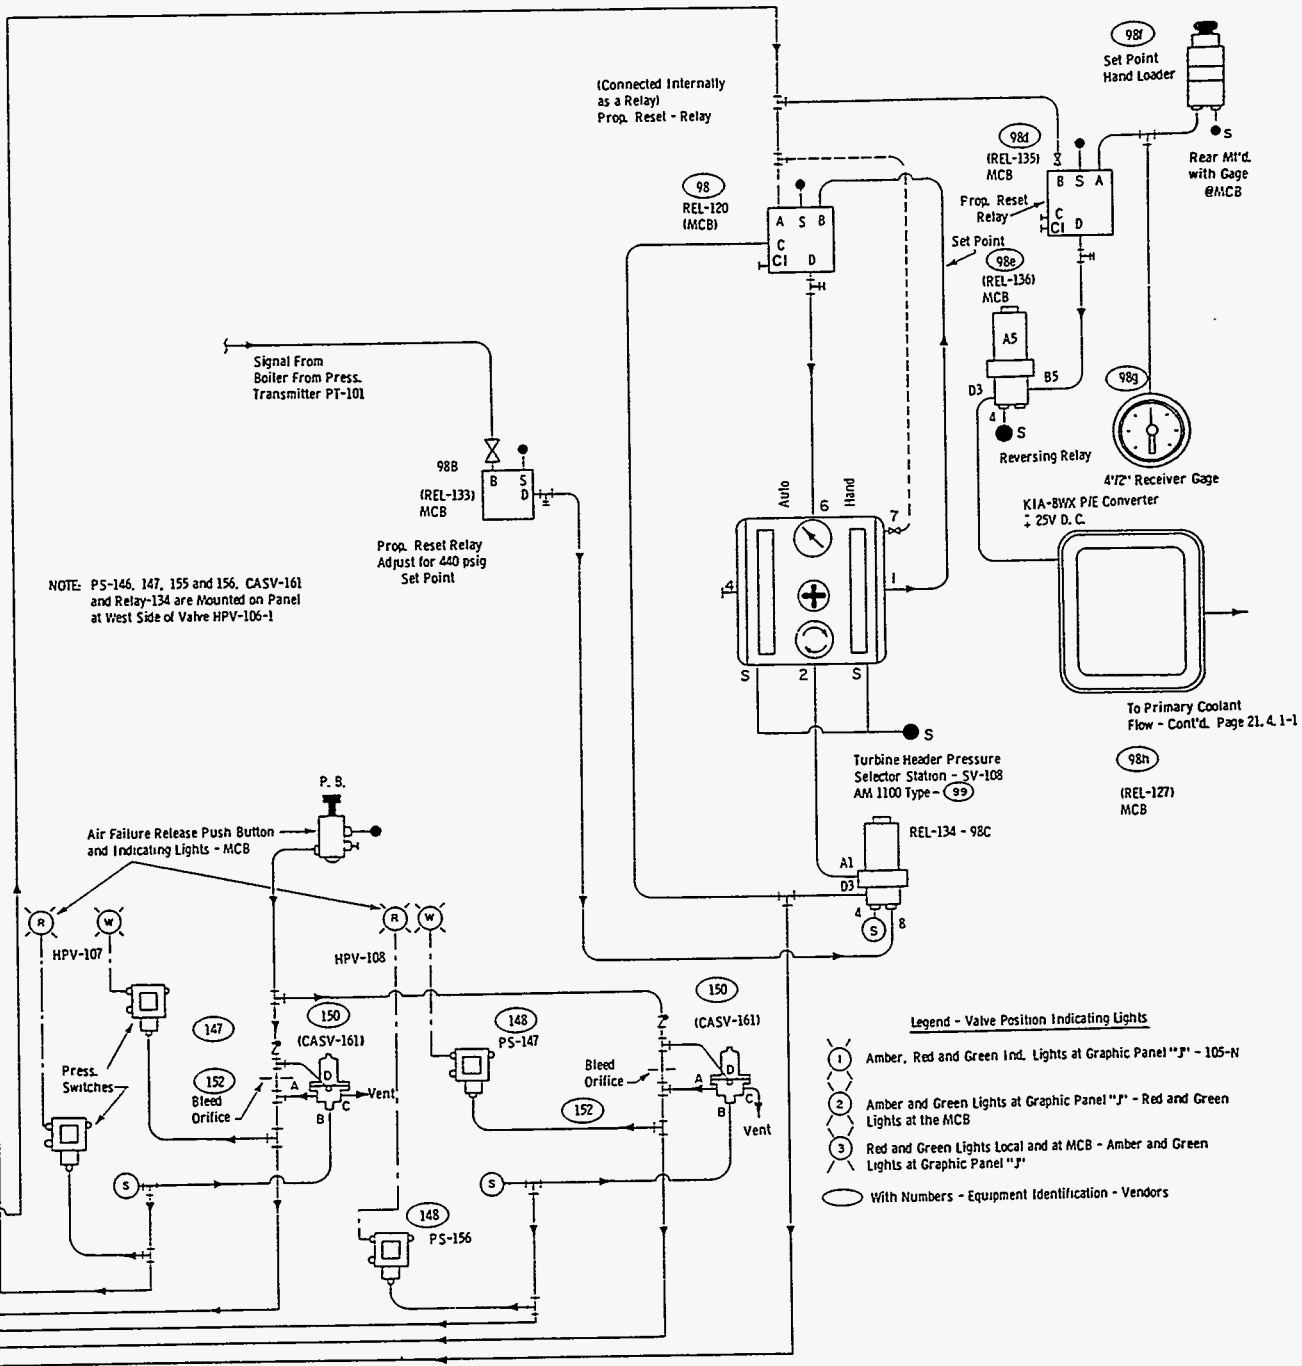 98f
Set Point
Hand Loader
S
Rear Mt'd.
with Gage
@MCB
(Connected Internally
as a Relay)
Prop. Reset - Relay
98d
(REL-135)
MCB
B S A
C
C1 D
Prop. Reset
Relay
98
REL-120
(MCB)
A S B
C
C1 D
Set Point
98e
(REL-136)
MCB
A5
B5
D3
4
S
Reversing Relay
98g
4½" Receiver Gage
Signal From
Boiler From Press.
Transmitter PT-101
98B
(REL-133)
MCB
B S
D
Prop. Reset Relay
Adjust for 440 psig
Set Point
Auto
Hand
6
7
4
1
S 2 S
S
KIA-8WX P/E Converter
25V D. C.
NOTE: PS-146, 147, 155 and 156, CASV-161
and Relay-134 are Mounted on Panel
at West Side of Valve HPV-106-1
To Primary Coantant
Flow - Cont'd. Page 21. 4. 1-1
98h
(REL-127)
MCB
Turbine Header Pressure
Selector Station - SV-108
AM 1100 Type - 99
P. B.
Air Failure Release Push Button
and Indicating Lights - MCB
REL-134 - 98C
A1
D3
4
S
8
R
W
HPV-107
R
W
HPV-108
Press.
Switches
147
150
(CASV-161)
152
Bleed
Orifice
A
D
B
C
Vent
148
PS-147
Bleed
Orifice
152
150
(CASV-161)
A
D
B
C
Vent
S
S
148
PS-156
Legend - Valve Position Indicating Lights
1 Amber, Red and Green Ind. Lights at Graphic Panel "J" - 105-N
2 Amber and Green Lights at Graphic Panel "J" - Red and Green
Lights at the MCB
3 Red and Green Lights Local and at MCB - Amber and Green
Lights at Graphic Panel "J"
With Numbers - Equipment Identification - Vendors